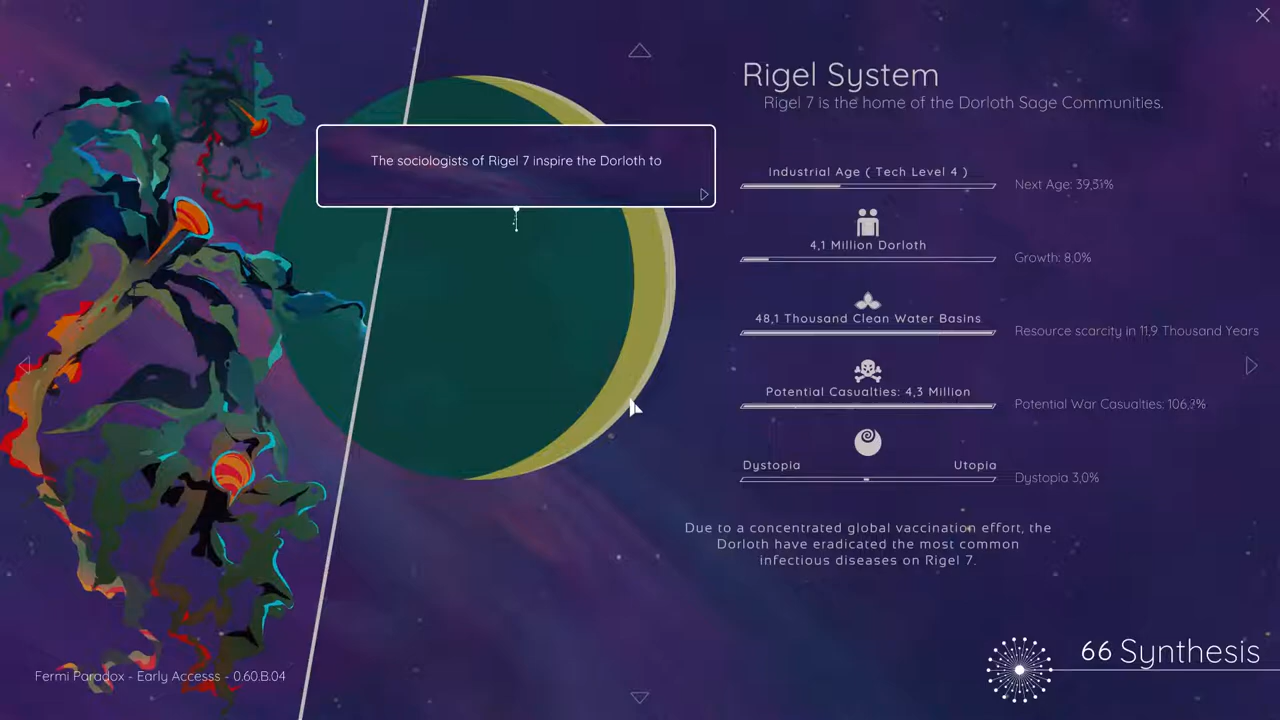 Rigel System
Rigel 7 is the home of the Dorloth Sage Communities.
The sociologists of Rigel 7 inspire the Dorloth to
Industrial Age ( Tech Level 4 )
Next Age: 39,31%
4,1 Million Dorloth
Growth: 8,0%
48,1 Thousand Clean Water Basins
Resource scarcity in 11,9 Thousand Years
Potential Casualties: 4,3 Million
Potential War Casualties:
Dystopia
Utopia
Dystopia 3,0%
Due to a concentrated global vaccination effort, the
Dorloth have eradicated the most common
infectious diseases on Rigel 7.
66 Synthesis
Fermi Paradox - Early Accesss - 0.60.B.04